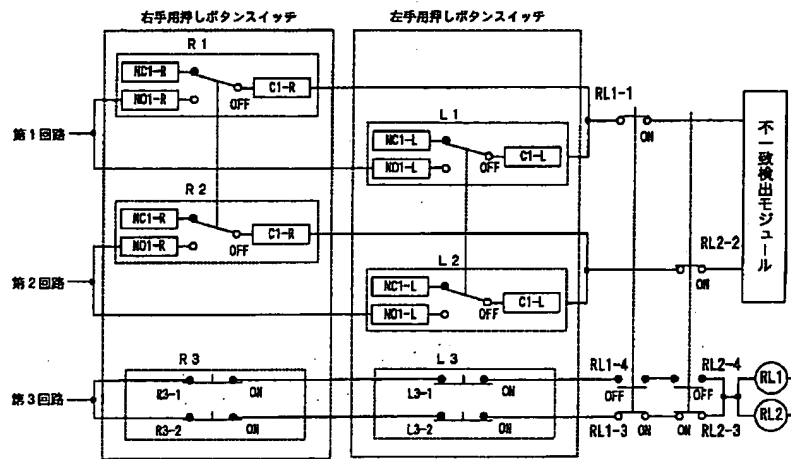 右手用押しボタンスイッチ
左手用押しボタンスイッチ
R1
NC1-R
NO1-R
OFF
C1-R
RL1-1
ON
第1回路
L1
NC1-L
NO1-L
OFF
C1-L
不一致検出モジュール
R2
NC1-R
NO1-R
OFF
C1-R
RL2-2
ON
第2回路
L2
NC1-L
NO1-L
OFF
C1-L
R3
L3
RL1-4
RL2-4
R3-1
ON
L3-1
ON
OFF
OFF
RL1
第3回路
RL2
R3-2
ON
L3-2
ON
RL1-3
ON
ON
RL2-3